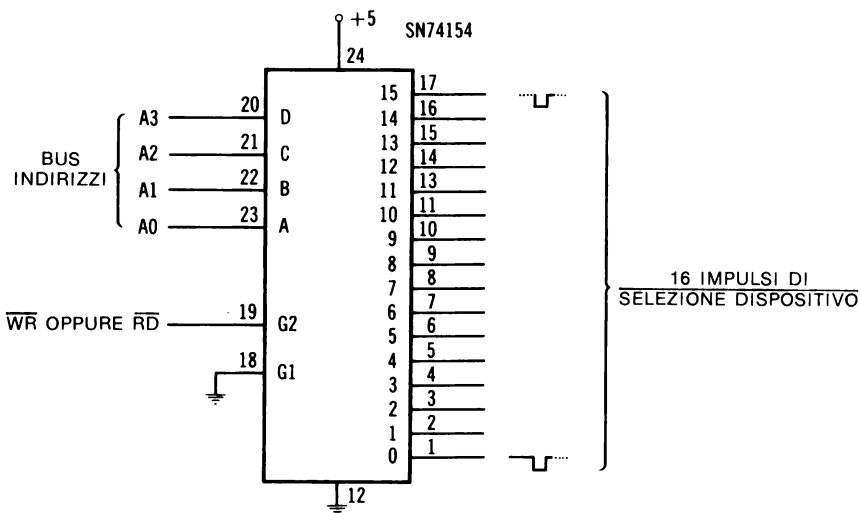 +5
SN74154
24
A3 20 D
A2 21 C
A1 22 B
A0 23 A
BUS
INDIRIZZI
WR OPPURE RD 19 G2
18 G1
12
15 17
14 16
13 15
12 14
11 13
10 11
9 10
8 9
7 8
6 7
5 6
4 5
3 4
2 3
1 2
0 1
16 IMPULSI DI
SELEZIONE DISPOSITIVO